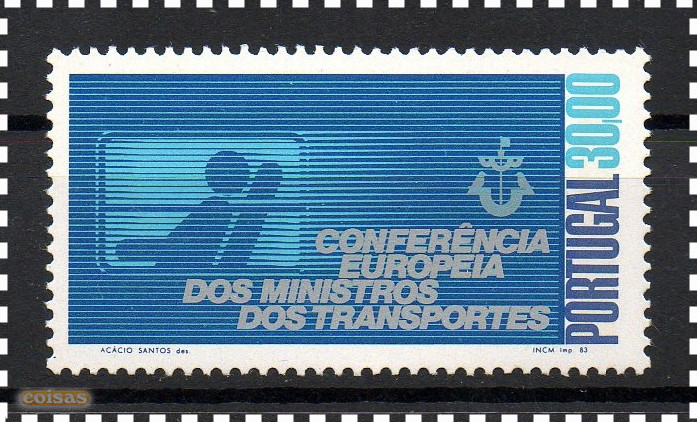 CONFERÊNCIA
EUROPEIA
DOS MINISTROS
DOS TRANSPORTES
PORTUGAL 30,00
ACÁCIO SANTOS des.
INCM imp. 83
coisas